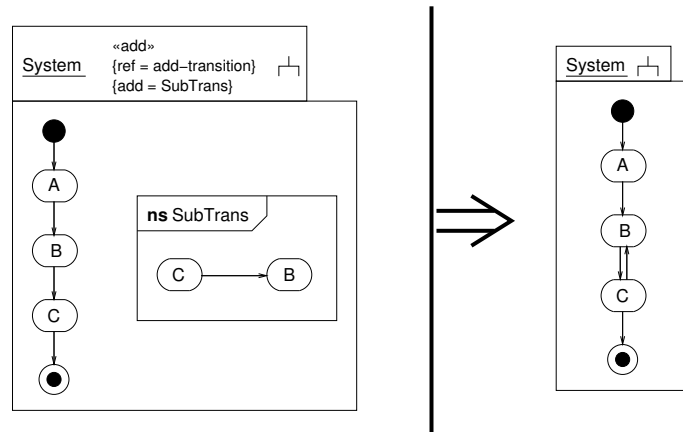 «add»
System
{ref = add−transition}
{add = SubTrans}
A
B
C
ns SubTrans
C
B
System
A
B
C